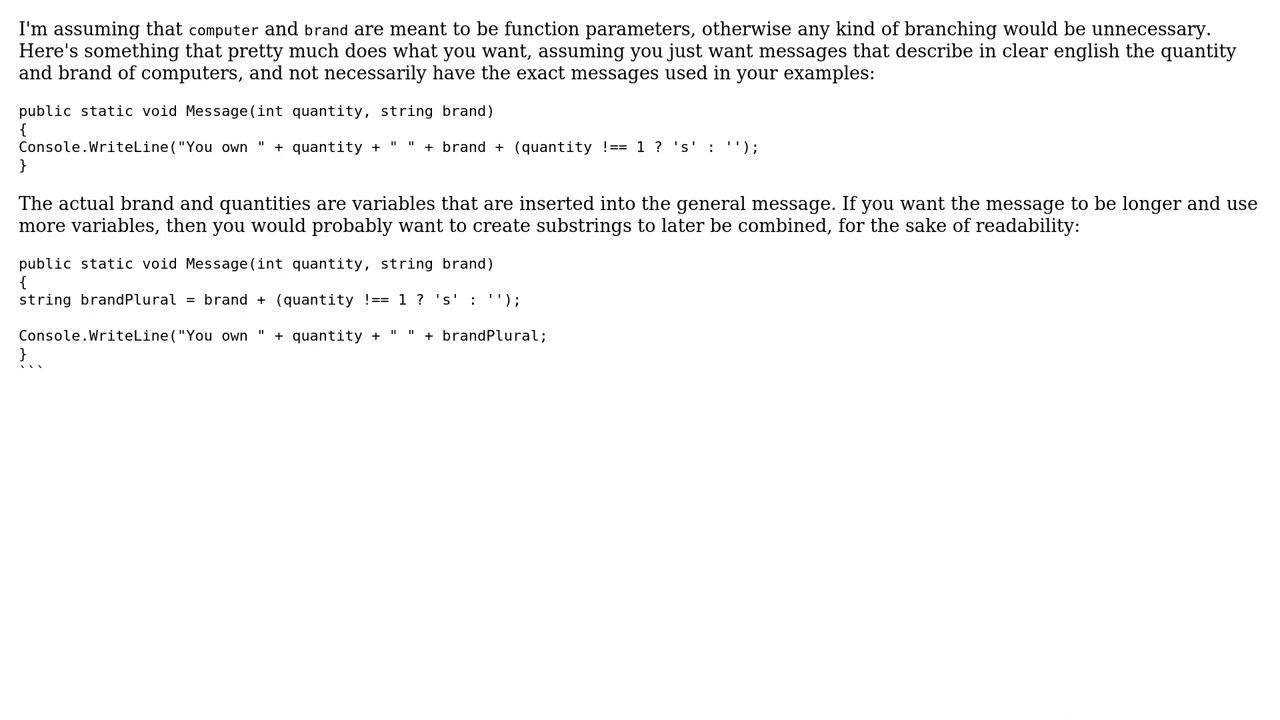 I'm assuming that computer and brand are meant to be function parameters, otherwise any kind of branching would be unnecessary.
Here's something that pretty much does what you want, assuming you just want messages that describe in clear english the quantity
and brand of computers, and not necessarily have the exact messages used in your examples:
public static void Message(int quantity, string brand)
{
Console.WriteLine("You own " + quantity + " " + brand + (quantity !== 1 ? 's' : '');
}
The actual brand and quantities are variables that are inserted into the general message. If you want the message to be longer and use
more variables, then you would probably want to create substrings to later be combined, for the sake of readability:
public static void Message(int quantity, string brand)
{
string brandPlural = brand + (quantity !== 1 ? 's' : '');
Console.WriteLine("You own " + quantity + " " + brandPlural;
}
```